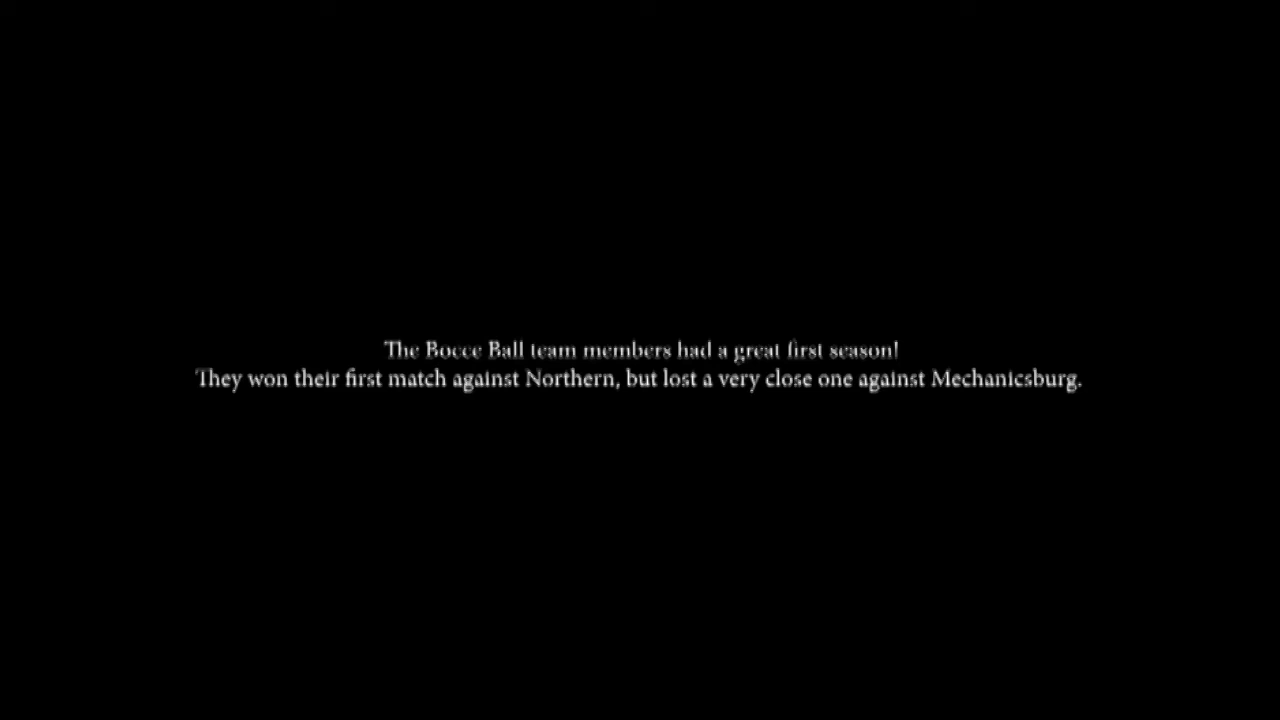 The Bocce Ball team members had a great first season!
They won their first match against Northern, but lost a very close one against Mechanicsburg.